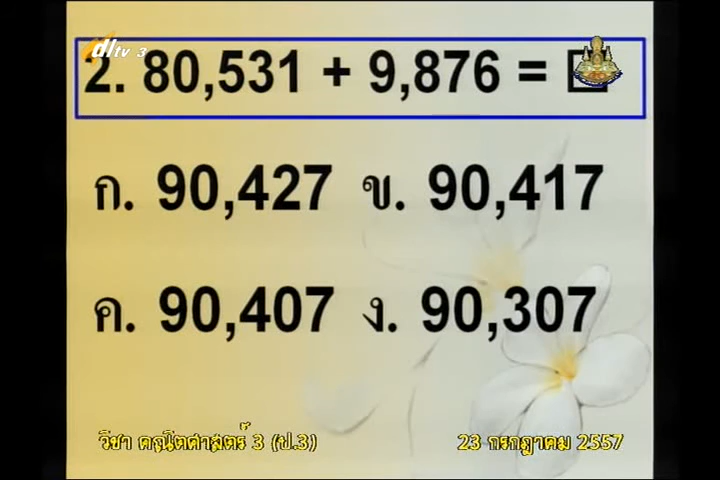 dltv 3
2. 80,531 + 9,876 = □
ก. 90,427 ข. 90,417
ค. 90,407 ง. 90,307
วิชา คณิตศาสตร์ 3 (ป.3) 23 กรกฎาคม 2557